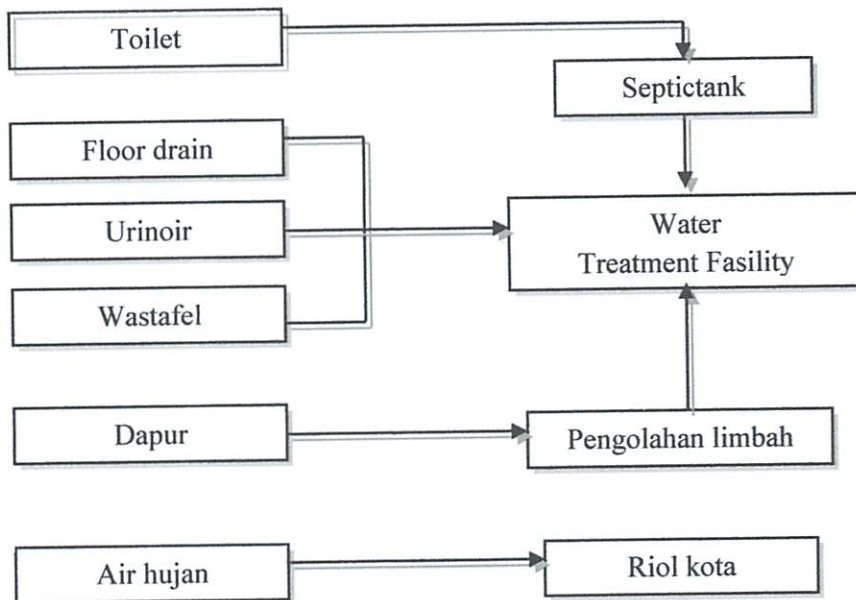 Toilet
Septictank
Floor drain
Urinoir
Water
Treatment Fasility
Wastafel
Dapur
Pengolahan limbah
Air hujan
Riol kota